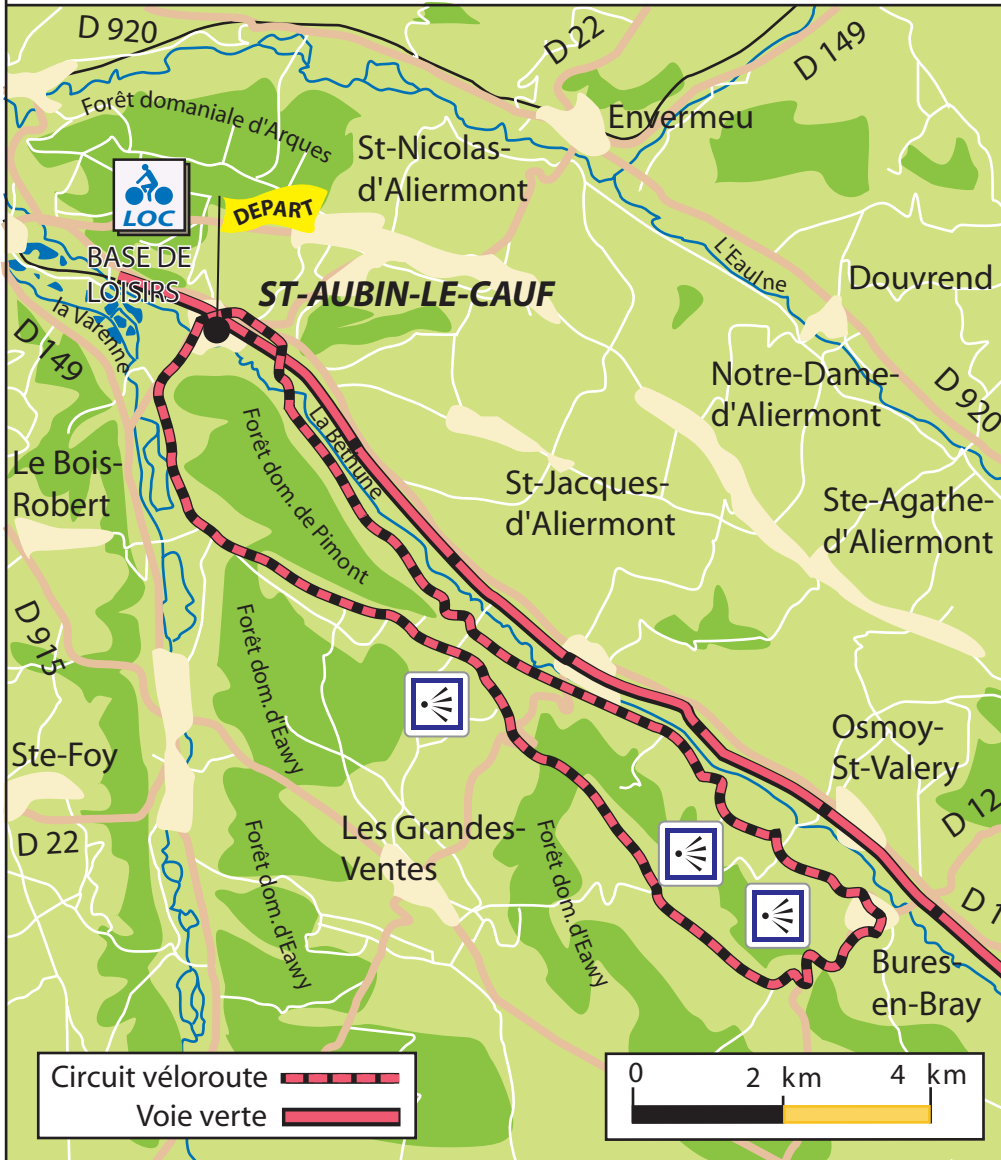 D 920
D 22
D 149
Forêt domaniale d'Arques
Envermeu
St-Nicolas-
d'Aliermont
LOC
DEPART
BASE DE
LOISIRS
ST-AUBIN-LE-CAUF
L'Eaulne
Douvrend
la Varenne
D 149
Notre-Dame-
d'Aliermont
D 920
Forêt dom. de Pimont
La Béthune
Le Bois-
Robert
St-Jacques-
d'Aliermont
Ste-Agathe-
d'Aliermont
D 915
Forêt dom. d'Eawy
Ste-Foy
Osmoy-
St-Valery
D 22
Les Grandes-
Ventes
D 12
Forêt dom. d'Eawy
Forêt dom. d'Eawy
D 1
Bures-
en-Bray
Circuit véloroute
Voie verte
0 2 km 4 km